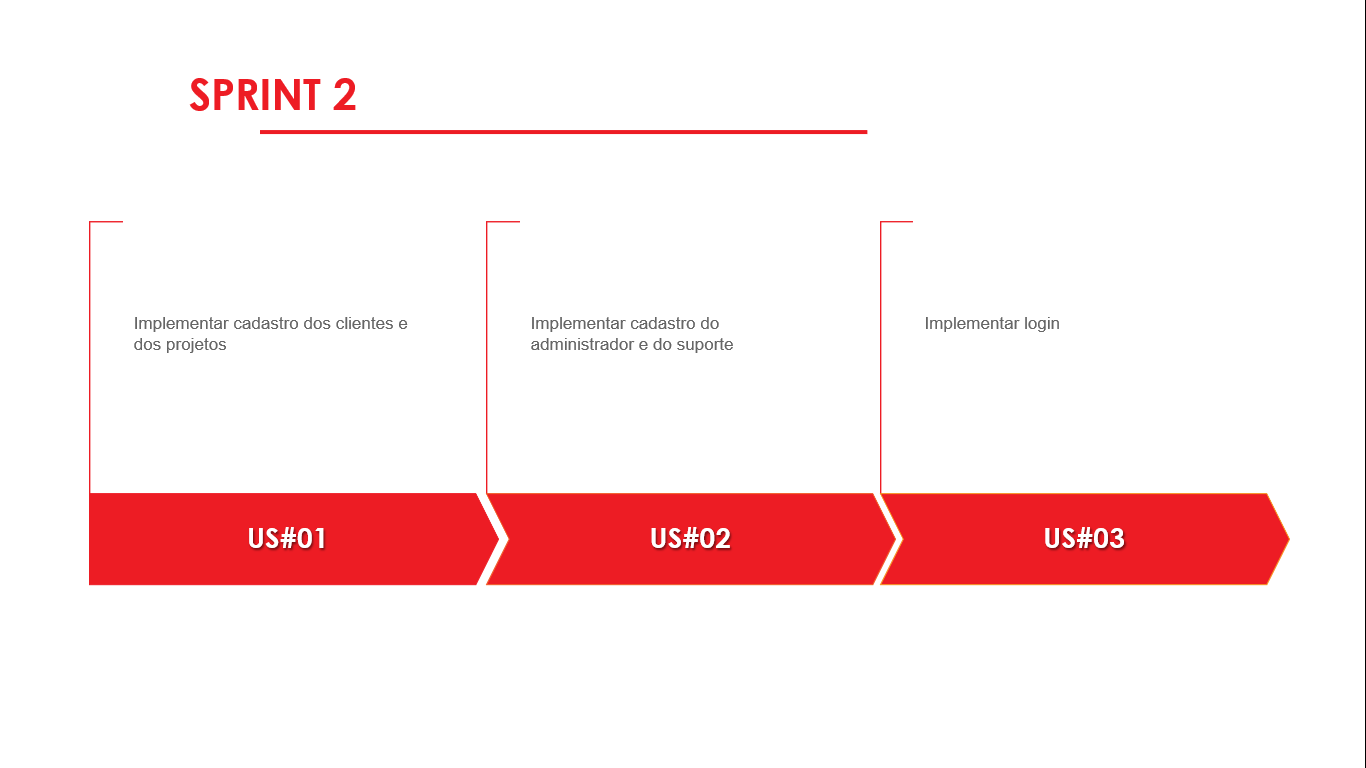 SPRINT 2
Implementar cadastro dos clientes e
dos projetos
Implementar cadastro do
administrador e do suporte
Implementar login
US#01
US#02
US#03